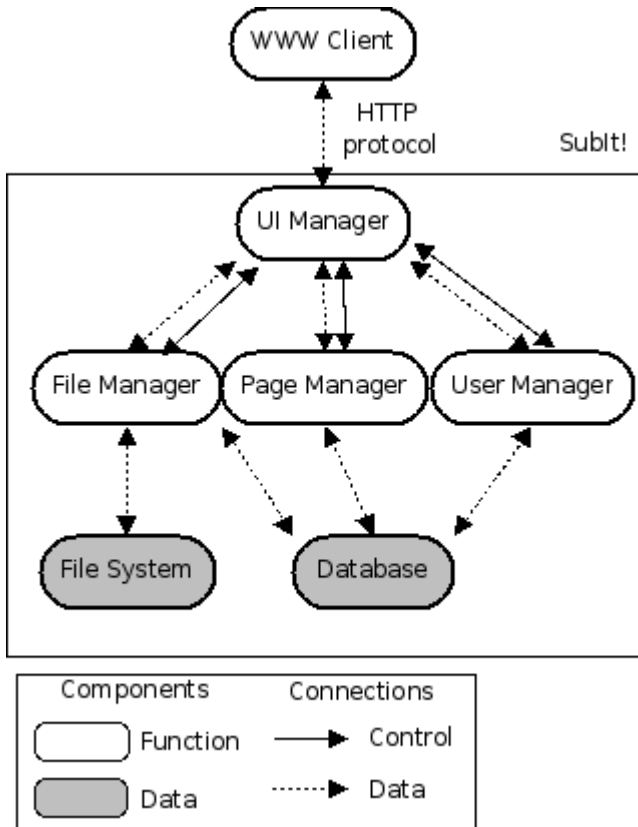 WWW Client
HTTP
protocol
SubIt!
UI Manager
File Manager
Page Manager
User Manager
File System
Database
Components
Connections
Function
Control
Data
Data